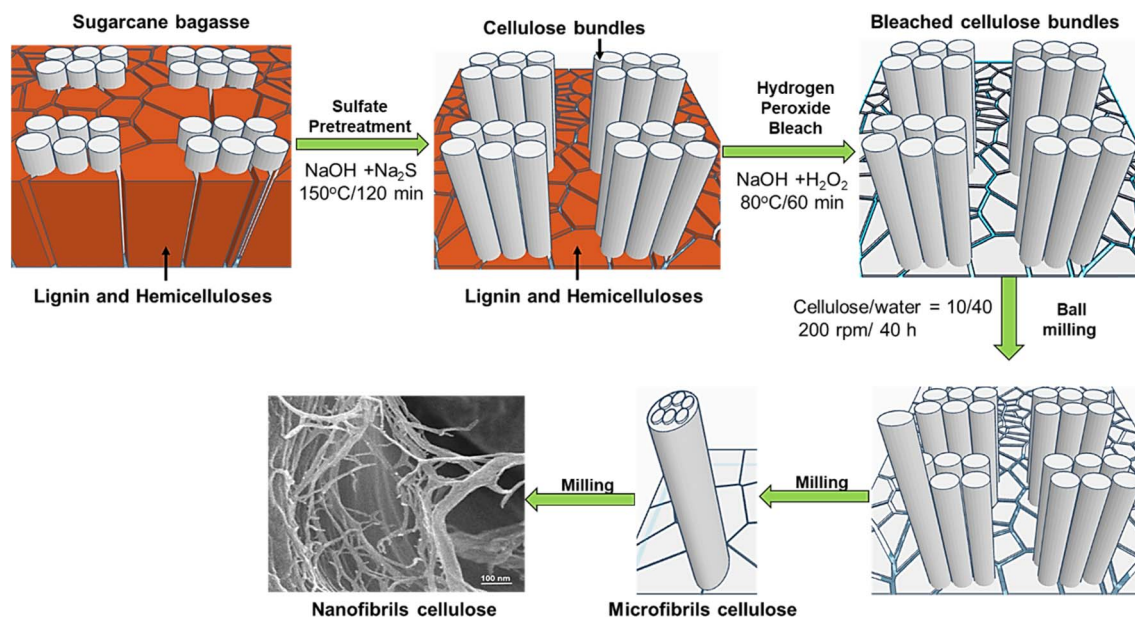 Sugarcane bagasse
Lignin and Hemicelluloses
Sulfate
Pretreatment
NaOH +Na₂S
150ºC/120 min
Cellulose bundles
Lignin and Hemicelluloses
Hydrogen
Peroxide
Bleach
NaOH +H₂O₂
80ºC/60 min
Bleached cellulose bundles
Cellulose/water = 10/40
200 rpm/ 40 h
Ball
milling
Milling
Microfibrils cellulose
Milling
100 nm
Nanofibrils cellulose